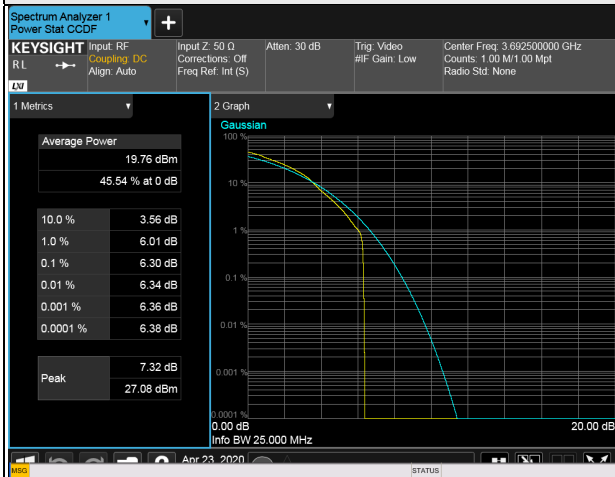 Spectrum Analyzer 1
Power Stat CCDF
KEYSIGHT
RL
LXI
Input: RF
Coupling: DC
Align: Auto
Input Z: 50 Ω
Corrections: Off
Freq Ref: Int (S)
Atten: 30 dB
Trig: Video
#IF Gain: Low
Center Freq: 3.692500000 GHz
Counts: 1.00 M/1.00 Mpt
Radio Std: None
1 Metrics
Average Power
19.76 dBm
45.54 % at 0 dB
10.0 % 3.56 dB
1.0 % 6.01 dB
0.1 % 6.30 dB
0.01 % 6.34 dB
0.001 % 6.36 dB
0.0001 % 6.38 dB
Peak
7.32 dB
27.08 dBm
2 Graph
Gaussian
100 %
10 %
1 %
0.1 %
0.01 %
0.001 %
0.0001 %
0.00 dB
20.00 dB
Info BW 25.000 MHz
Apr 23, 2020
MSG
STATUS